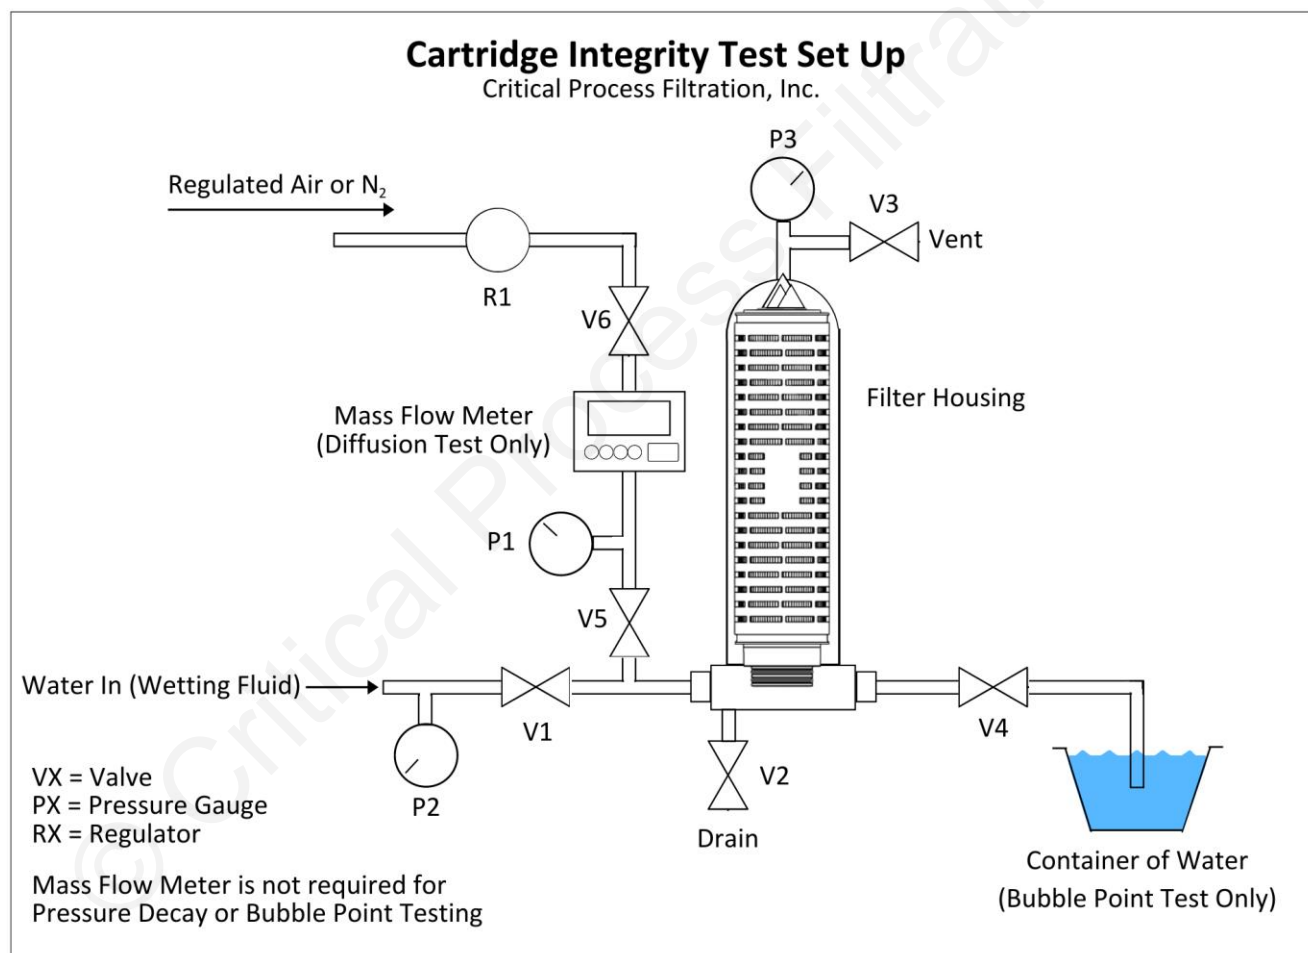 Cartridge Integrity Test Set Up
Critical Process Filtration, Inc.
P3
Regulated Air or N₂
V3
Vent
R1
V6
Filter Housing
Mass Flow Meter
(Diffusion Test Only)
P1
V5
Water In (Wetting Fluid)
V1
V4
V2
P2
Drain
VX = Valve
PX = Pressure Gauge
RX = Regulator
Container of Water
(Bubble Point Test Only)
Mass Flow Meter is not required for
Pressure Decay or Bubble Point Testing
© Critical Process Filtrati